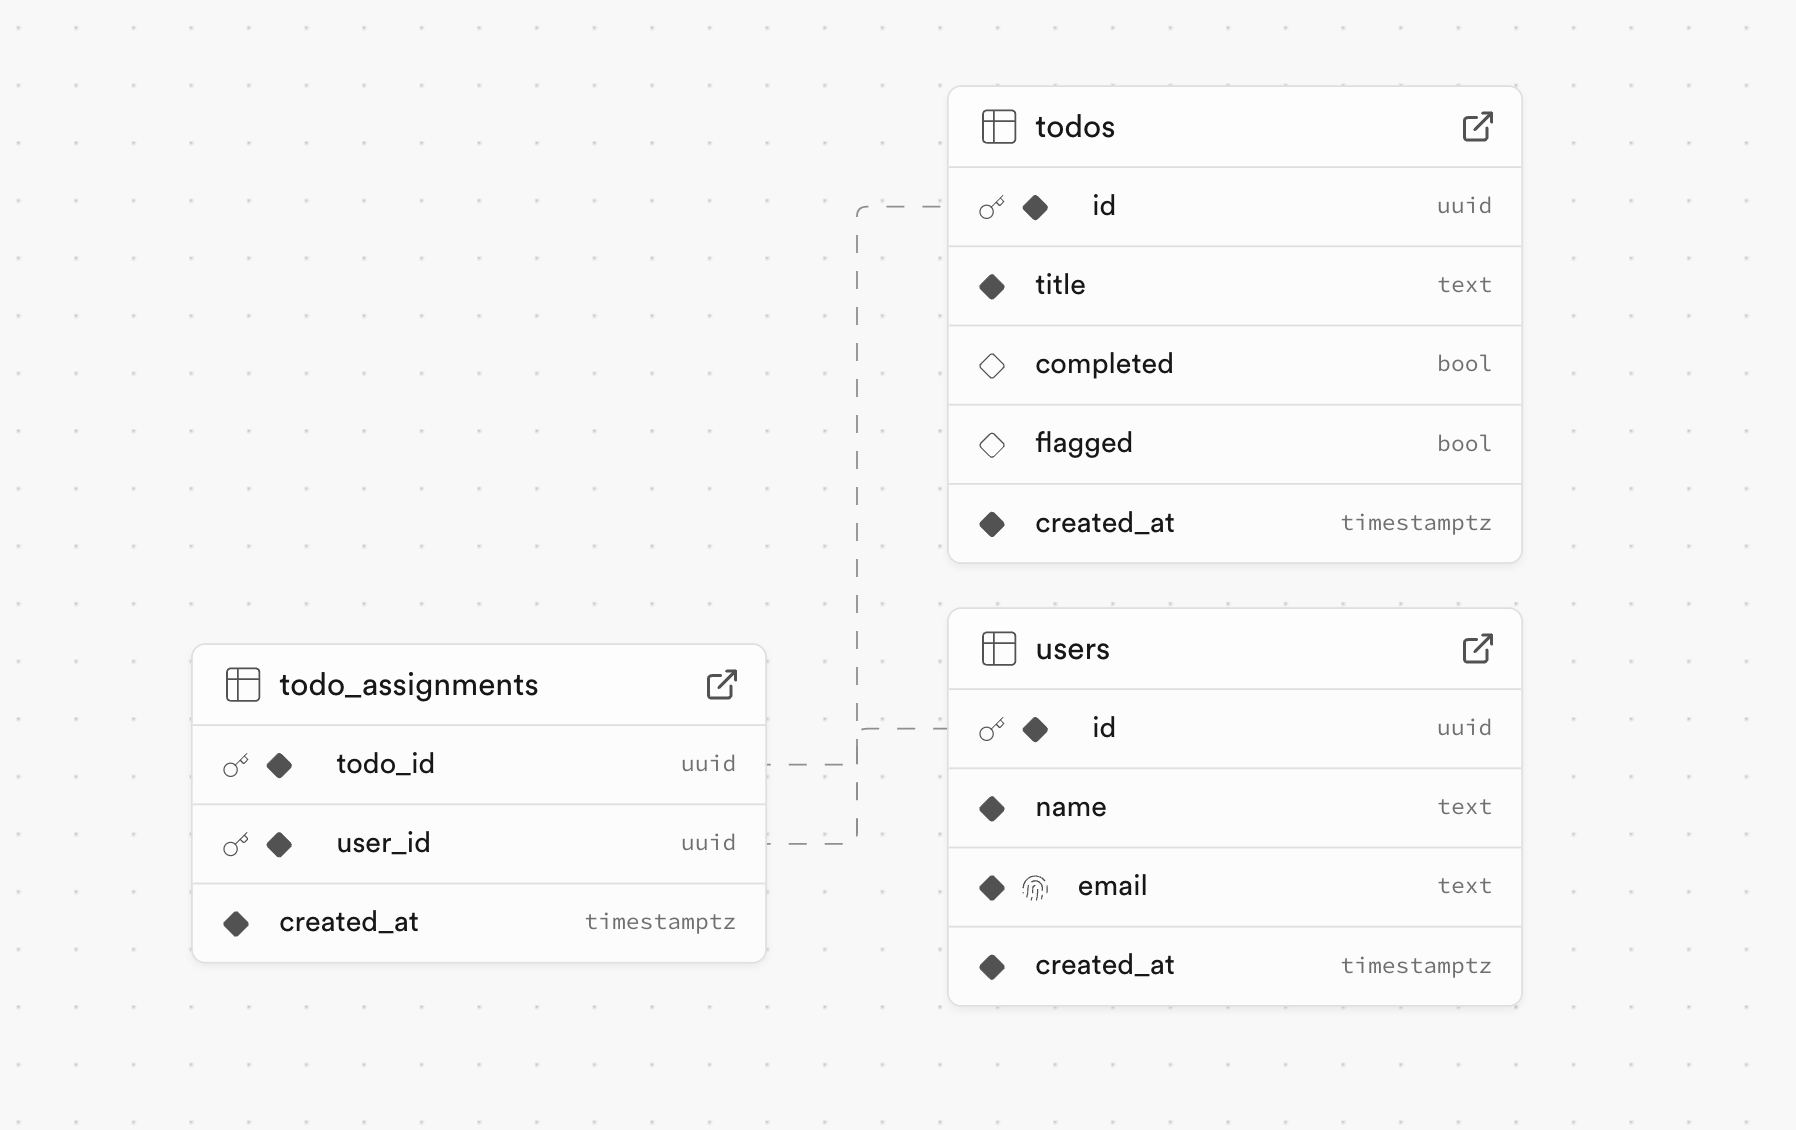 todos
id uuid
title text
completed bool
flagged bool
created_at timestamptz
users
id uuid
name text
email text
created_at timestamptz
todo_assignments
todo_id uuid
user_id uuid
created_at timestamptz